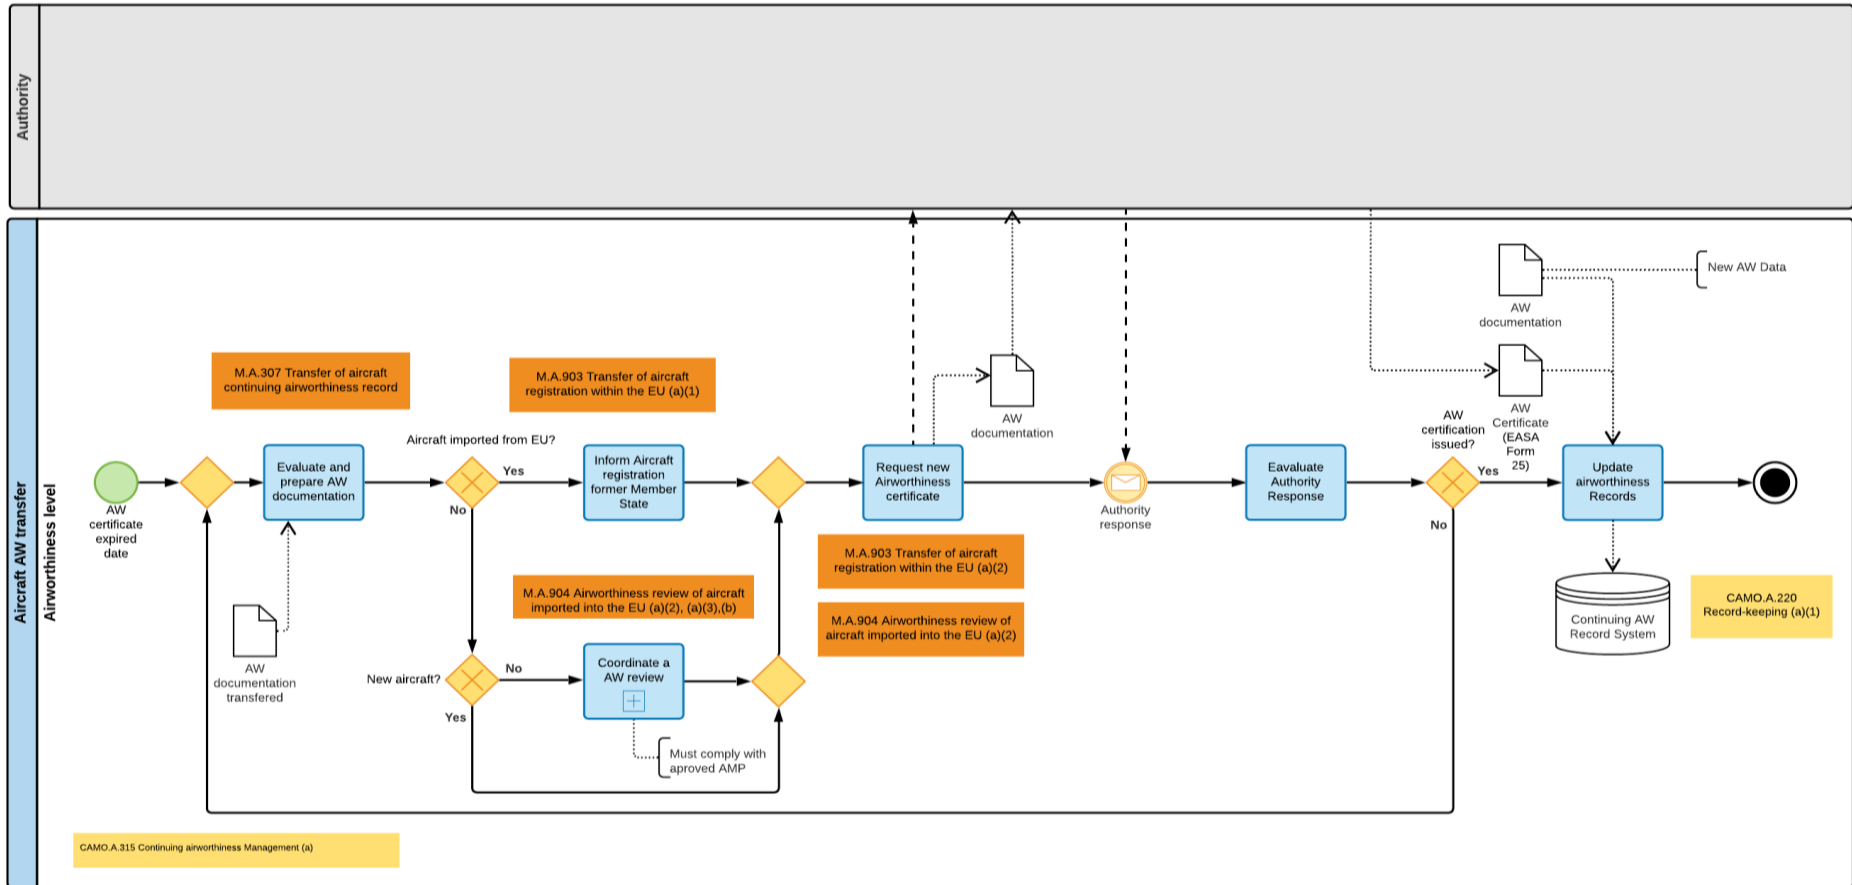 Authority
Aircraft AW transfer
Airworthiness level
New AW Data
AW
documentation
M.A.307 Transfer of aircraft
continuing airworthiness record
M.A.903 Transfer of aircraft
registration within the EU (a)(1)
AW
documentation
AW
Certificate
(EASA
Form
25)
AW
certification
issued?
Aircraft imported from EU?
AW
certificate
expired
date
Evaluate and
prepare AW
documentation
Yes
No
Inform Aircraft
registration
former Member
State
Request new
Airworthiness
certificate
Authority
response
Eavaluate
Authority
Response
Yes
No
Update
airworthiness
Records
M.A.903 Transfer of aircraft
registration within the EU (a)(2)
M.A.904 Airworthiness review of aircraft
imported into the EU (a)(2), (a)(3),(b)
M.A.904 Airworthiness review of
aircraft imported into the EU (a)(2)
Continuing AW
Record System
CAMO.A.220
Record-keeping (a)(1)
AW
documentation
transfered
New aircraft?
No
Yes
Coordinate a
AW review
Must comply with
aproved AMP
CAMO.A.315 Continuing airworthiness Management (a)